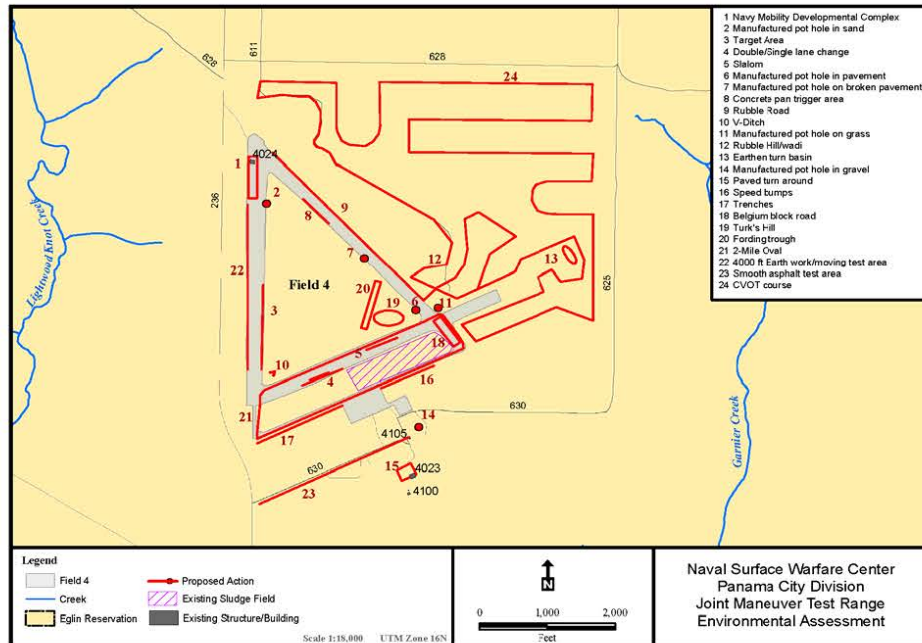 1 Navy Mobility Developmental Complex
2 Manufactured pot hole in sand
3 Target Area
4 Double/Single lane change
5 Slalom
6 Manufactured pot hole in pavement
7 Manufactured pot hole on broken pavement
8 Concrete pan trigger area
9 Rubble Road
10 V-Ditch
11 Manufactured pot hole on grass
12 Rubble Hill/wadi
13 Earthen turn basin
14 Manufactured pot hole in gravel
15 Paved turn around
16 Speed bumps
17 Trenches
18 Belgium block road
19 Turk's Hill
20 Fording trough
21 2-Mile Oval
22 4000 ft Earth work/moving test area
23 Smooth asphalt test area
24 CVOT course
611
628
628
24
4024
1
2
236
8
9
Lightwood Knot Creek
7
12
13
22
20
Field 4
625
6
11
19
3
18
5
10
4
16
21
630
14
17
4105
Garnier Creek
630
15
4023
23
4100
Legend
Field 4
Creek
Eglin Reservation
Proposed Action
Existing Sludge Field
Existing Structure/Building
Scale 1:18,000 UTM Zone 16N
N
0 1,000 2,000
Feet
Naval Surface Warfare Center
Panama City Division
Joint Maneuver Test Range
Environmental Assessment